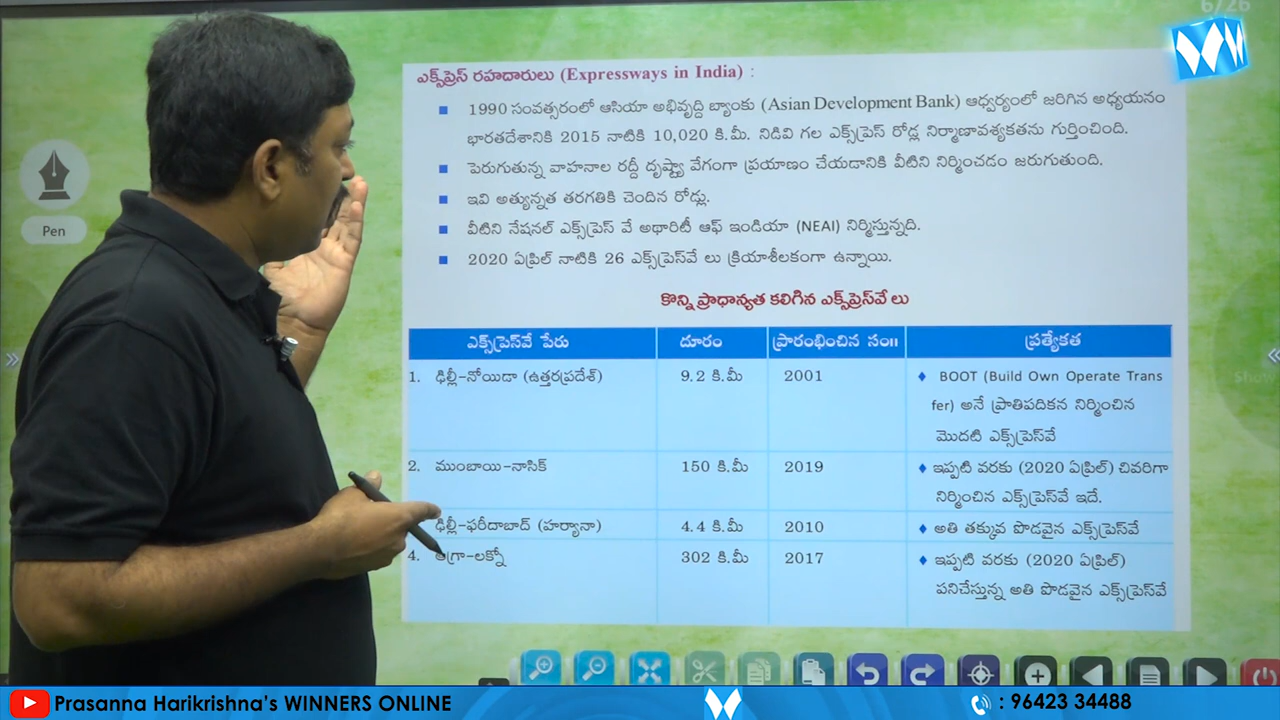 6/26
ఎక్స్‌ప్రెస్ రహదారులు (Expressways in India) :
■ 1990 సంవత్సరంలో ఆసియా అభివృద్ధి బ్యాంకు (Asian Development Bank) ఆధ్వర్యంలో జరిగిన అధ్యయనం
భారతదేశానికి 2015 నాటికి 10,020 కి.మీ. నిడివి గల ఎక్స్‌ప్రెస్ రోడ్ల నిర్మాణావశ్యకతను గుర్తించింది.
■ పెరుగుతున్న వాహనాల రద్దీ దృష్ట్యా వేగంగా ప్రయాణం చేయడానికి వీటిని నిర్మించడం జరుగుతుంది.
■ ఇవి అత్యున్నత తరగతికి చెందిన రోడ్లు.
■ వీటిని నేషనల్ ఎక్స్‌ప్రెస్ వే అథారిటీ ఆఫ్ ఇండియా (NEAI) నిర్మిస్తున్నది.
■ 2020 ఏప్రిల్ నాటికి 26 ఎక్స్‌ప్రెస్‌వే లు క్రియాశీలకంగా ఉన్నాయి.
Pen
కొన్ని ప్రాధాన్యత కలిగిన ఎక్స్‌ప్రెస్‌వే లు
ఎక్స్‌ప్రెస్‌వే పేరు దూరం ప్రారంభించిన సం॥ ప్రత్యేకత
1. ఢిల్లీ-నోయిడా (ఉత్తరప్రదేశ్) 9.2 కి.మీ 2001 ♦ BOOT (Build Own Operate Trans
fer) అనే ప్రాతిపదికన నిర్మించిన
మొదటి ఎక్స్‌ప్రెస్‌వే
2. ముంబాయి-నాసిక్ 150 కి.మీ 2019 ♦ ఇప్పటి వరకు (2020 ఏప్రిల్) చివరిగా
నిర్మించిన ఎక్స్‌ప్రెస్‌వే ఇదే.
ఢిల్లీ-ఫరీదాబాద్ (హర్యానా) 4.4 కి.మీ 2010 ♦ అతి తక్కువ పొడవైన ఎక్స్‌ప్రెస్‌వే
4. ఆగ్రా-లక్నో 302 కి.మీ 2017 ♦ ఇప్పటి వరకు (2020 ఏప్రిల్)
పనిచేస్తున్న అతి పొడవైన ఎక్స్‌ప్రెస్‌వే
Prasanna Harikrishna's WINNERS ONLINE : 96423 34488